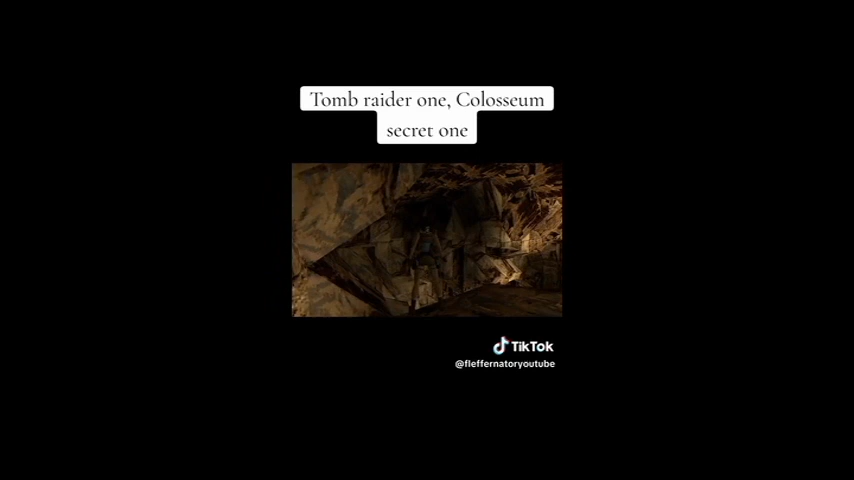 Tomb raider one, Colosseum
secret one
TikTok
@fleffernatoryoutube